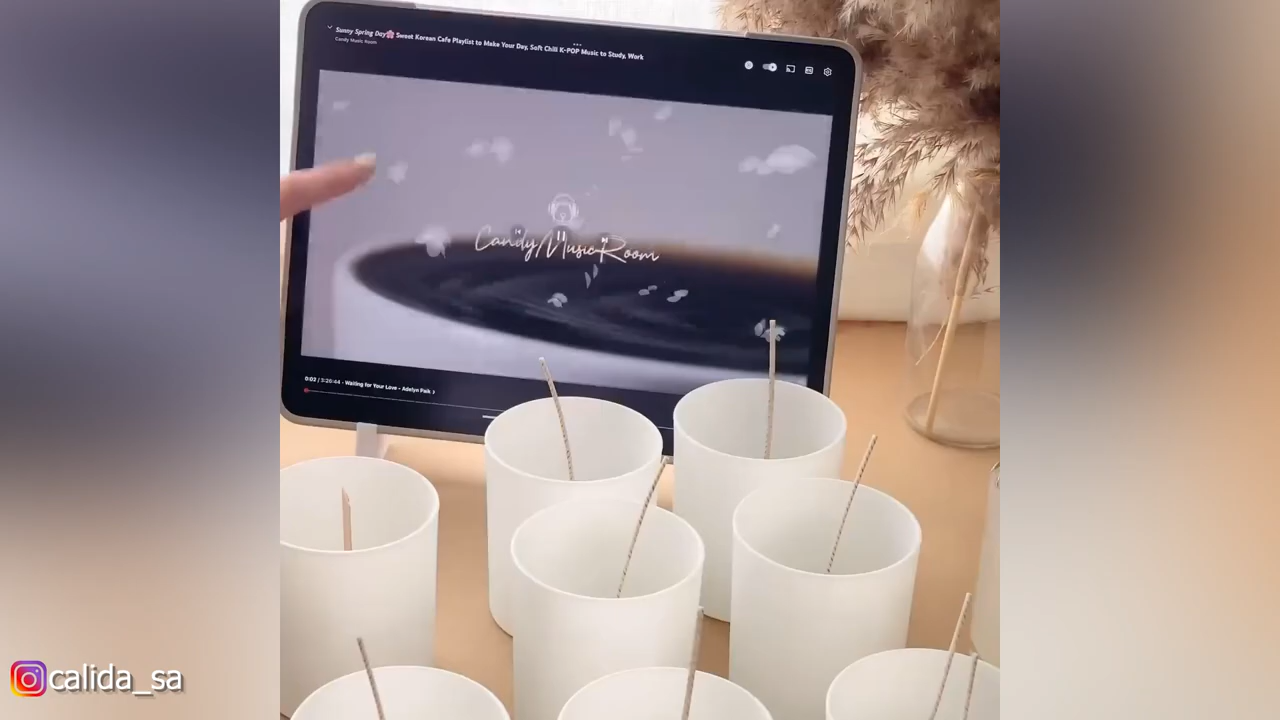 Sunny Spring Day🌸 Sweet Korean Cafe Playlist to Make Your Day, Soft Chill K-POP Music to Study, Work
Candy Music Room
CandyMusicRoom
0:02 / 3:26:44 • Waiting for Your Love - Adelyn Paik
calida_sa